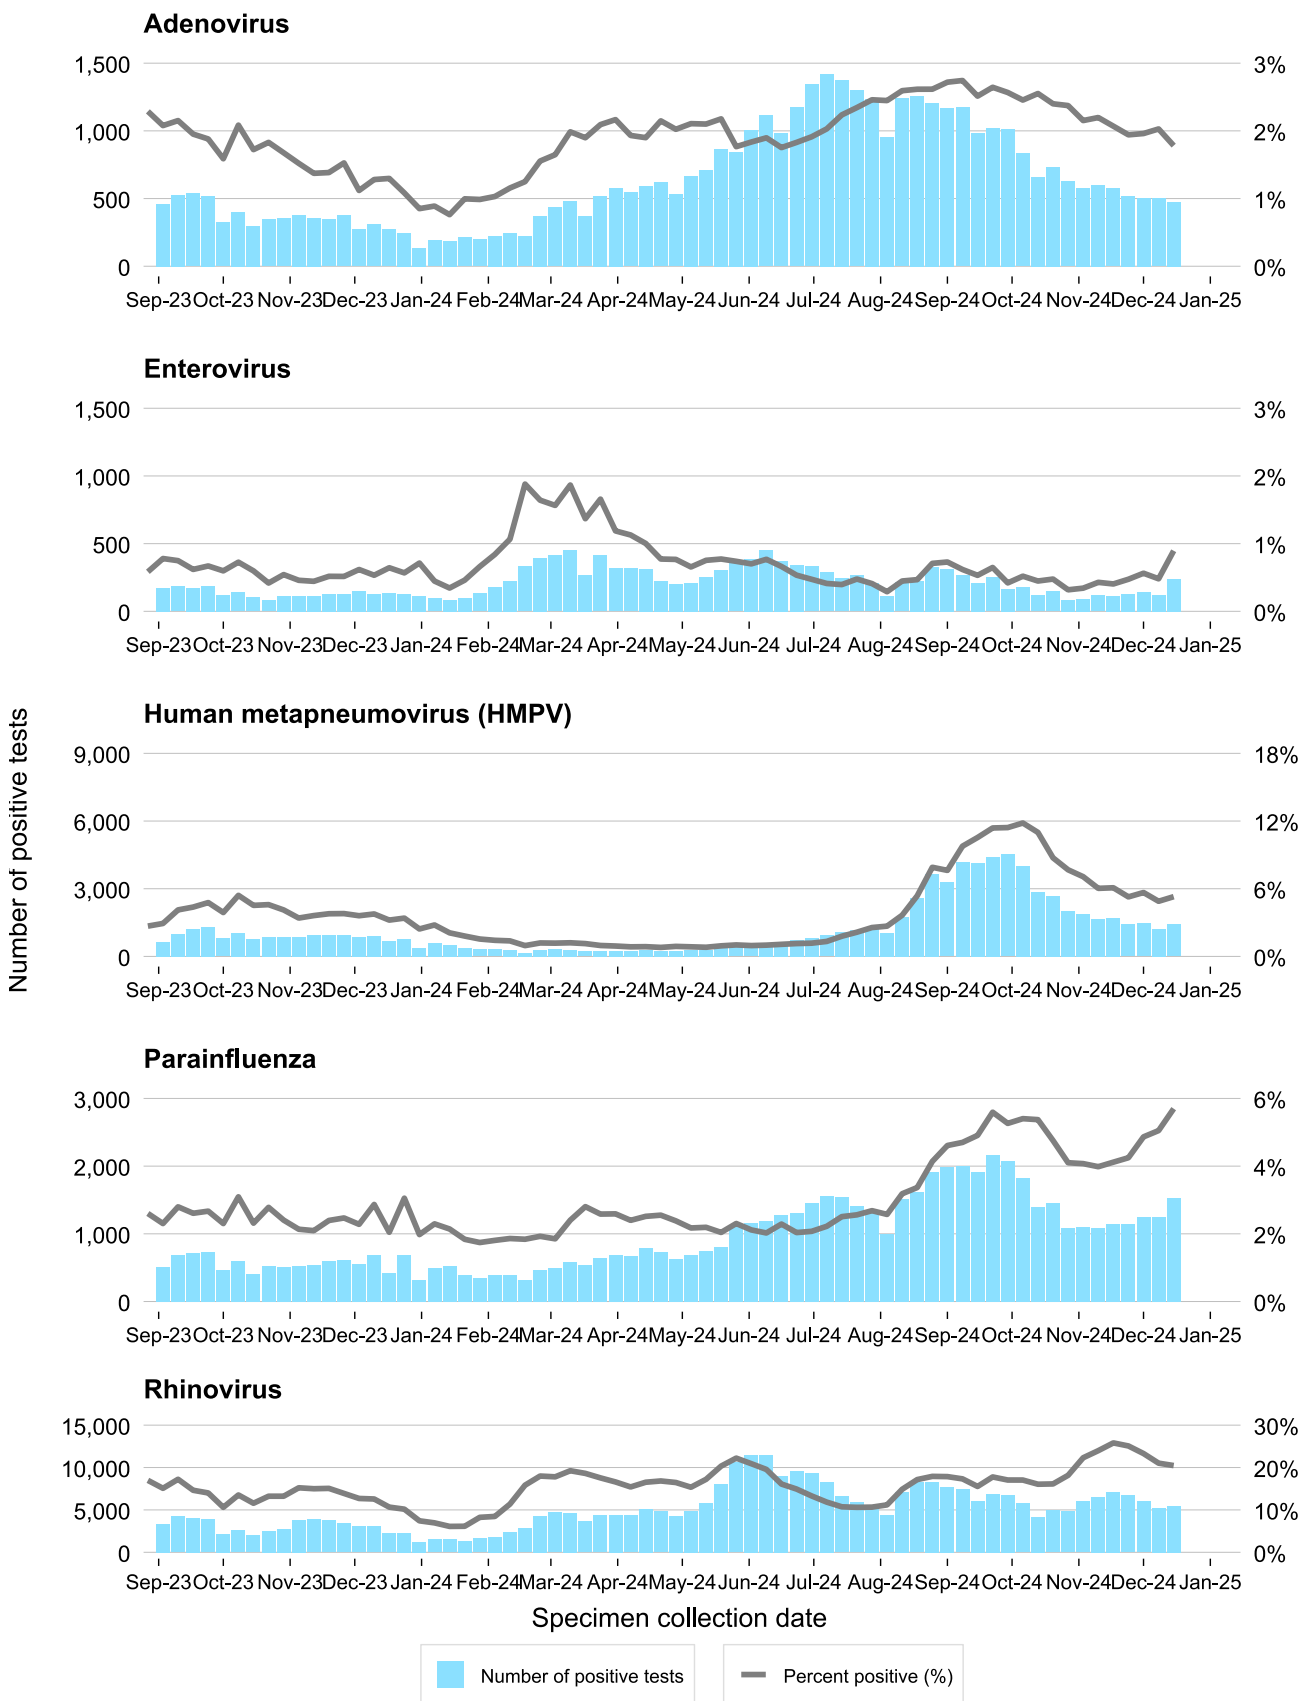 Adenovirus
1,500 3%
1,000 2%
500 1%
0 0%
Sep-23 Oct-23 Nov-23 Dec-23 Jan-24 Feb-24 Mar-24 Apr-24 May-24 Jun-24 Jul-24 Aug-24 Sep-24 Oct-24 Nov-24 Dec-24 Jan-25
Enterovirus
1,500 3%
1,000 2%
500 1%
0 0%
Sep-23 Oct-23 Nov-23 Dec-23 Jan-24 Feb-24 Mar-24 Apr-24 May-24 Jun-24 Jul-24 Aug-24 Sep-24 Oct-24 Nov-24 Dec-24 Jan-25
Number of positive tests
Human metapneumovirus (HMPV)
9,000 18%
6,000 12%
3,000 6%
0 0%
Sep-23 Oct-23 Nov-23 Dec-23 Jan-24 Feb-24 Mar-24 Apr-24 May-24 Jun-24 Jul-24 Aug-24 Sep-24 Oct-24 Nov-24 Dec-24 Jan-25
Parainfluenza
3,000 6%
2,000 4%
1,000 2%
0 0%
Sep-23 Oct-23 Nov-23 Dec-23 Jan-24 Feb-24 Mar-24 Apr-24 May-24 Jun-24 Jul-24 Aug-24 Sep-24 Oct-24 Nov-24 Dec-24 Jan-25
Rhinovirus
15,000 30%
10,000 20%
5,000 10%
0 0%
Sep-23 Oct-23 Nov-23 Dec-23 Jan-24 Feb-24 Mar-24 Apr-24 May-24 Jun-24 Jul-24 Aug-24 Sep-24 Oct-24 Nov-24 Dec-24 Jan-25
Specimen collection date
Number of positive tests Percent positive (%)